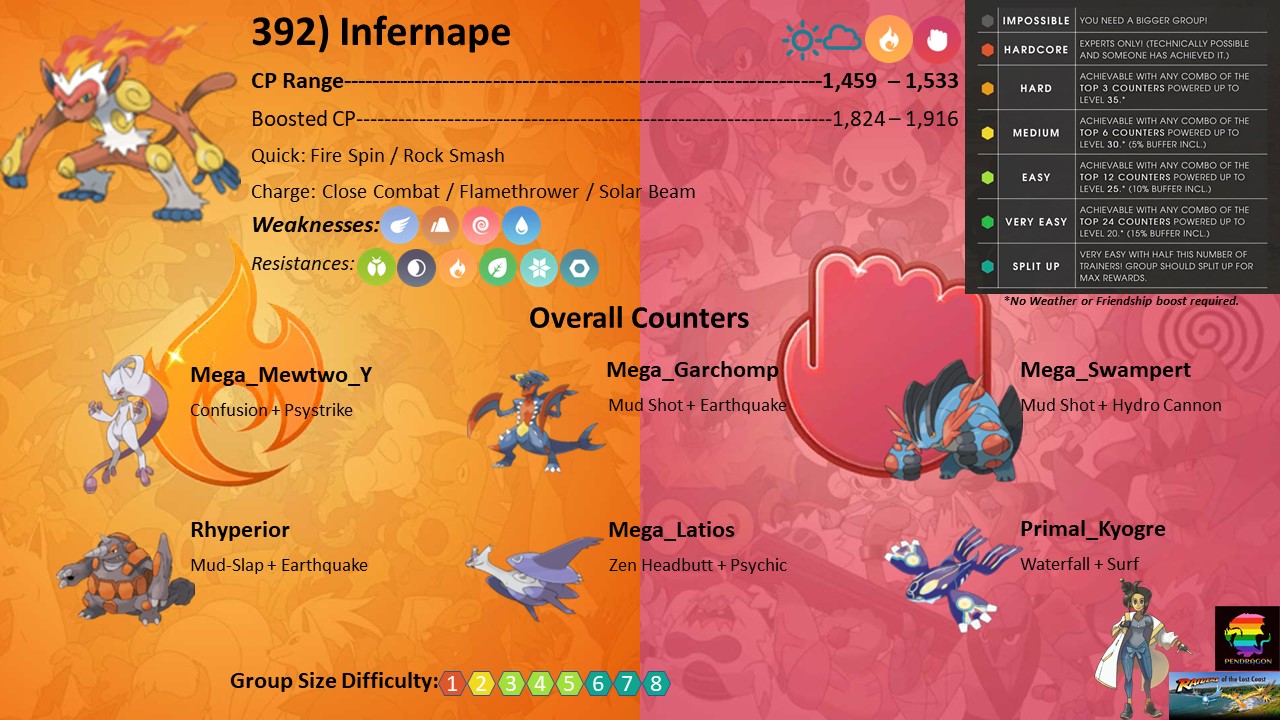 392) Infernape
CP Range--------------------------------------------------------------------1,459 – 1,533
Boosted CP--------------------------------------------------------------------1,824 – 1,916
Quick: Fire Spin / Rock Smash
Charge: Close Combat / Flamethrower / Solar Beam
Weaknesses:
Resistances:
IMPOSSIBLE YOU NEED A BIGGER GROUP!
HARDCORE EXPERTS ONLY! (TECHNICALLY POSSIBLE
AND SOMEONE HAS ACHIEVED IT.)
HARD ACHIEVABLE WITH ANY COMBO OF THE
TOP 3 COUNTERS POWERED UP TO
LEVEL 35.*
MEDIUM ACHIEVABLE WITH ANY COMBO OF THE
TOP 6 COUNTERS POWERED UP TO
LEVEL 30.* (5% BUFFER INCL.)
EASY ACHIEVABLE WITH ANY COMBO OF THE
TOP 12 COUNTERS POWERED UP TO
LEVEL 25.* (10% BUFFER INCL.)
VERY EASY ACHIEVABLE WITH ANY COMBO OF THE
TOP 24 COUNTERS POWERED UP TO
LEVEL 20.* (15% BUFFER INCL.)
SPLIT UP VERY EASY WITH HALF THIS NUMBER OF
TRAINERS! GROUP SHOULD SPLIT UP FOR
MAX REWARDS.
*No Weather or Friendship boost required.
Overall Counters
Mega_Mewtwo_Y
Confusion + Psystrike
Mega_Garchomp
Mud Shot + Earthquake
Mega_Swampert
Mud Shot + Hydro Cannon
Rhyperior
Mud-Slap + Earthquake
Mega_Latios
Zen Headbutt + Psychic
Primal_Kyogre
Waterfall + Surf
Group Size Difficulty: 1 2 3 4 5 6 7 8
PENDRAGON
RAIDERS of the Lost Coast